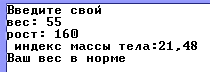 Введите свой
вес: 55
рост: 160
индекс массы тела:21,48
Ваш вес в норме